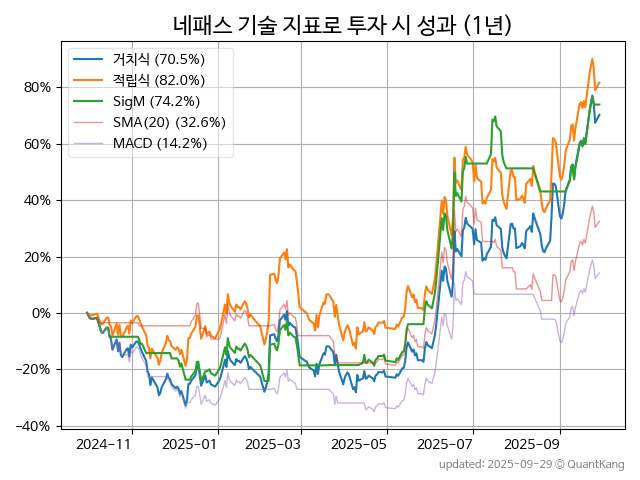 네패스 기술 지표로 투자 시 성과 (1년)
거치식 (70.5%)
적립식 (82.0%)
SigM (74.2%)
SMA(20) (32.6%)
MACD (14.2%)
80%
60%
40%
20%
0%
−20%
−40%
2024-11
2025-01
2025-03
2025-05
2025-07
2025-09
updated: 2025-09-29 © QuantKang